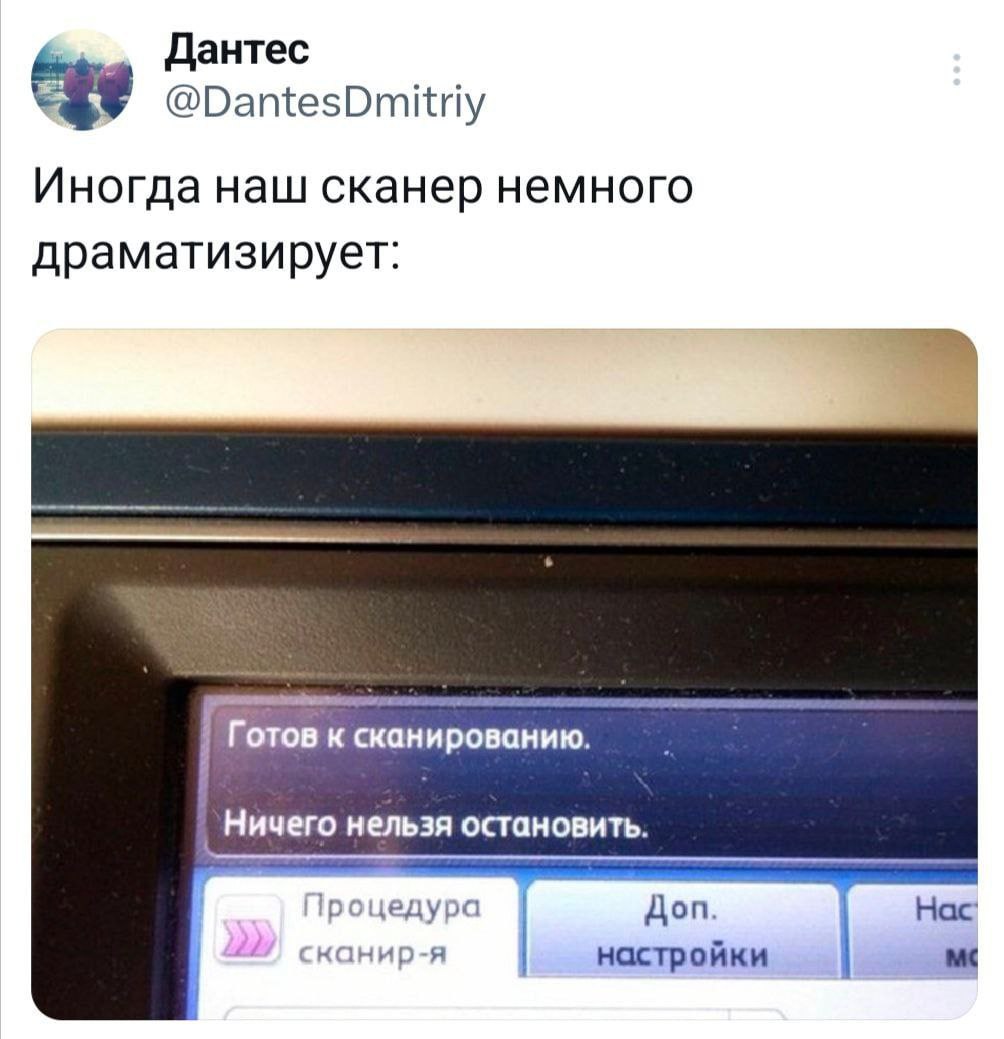 Дантес
@DantesDmitriy
Иногда наш сканер немного
драматизирует:
Готов к сканированию.
Ничего нельзя остановить.
Процедура
сканир-я
Доп.
настройки